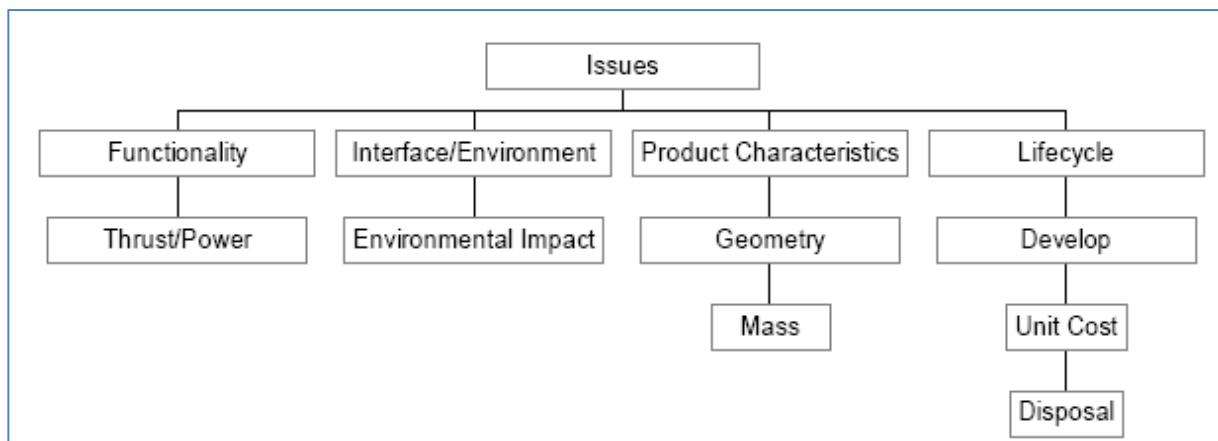 Issues
Functionality
Interface/Environment
Product Characteristics
Lifecycle
Thrust/Power
Environmental Impact
Geometry
Develop
Mass
Unit Cost
Disposal